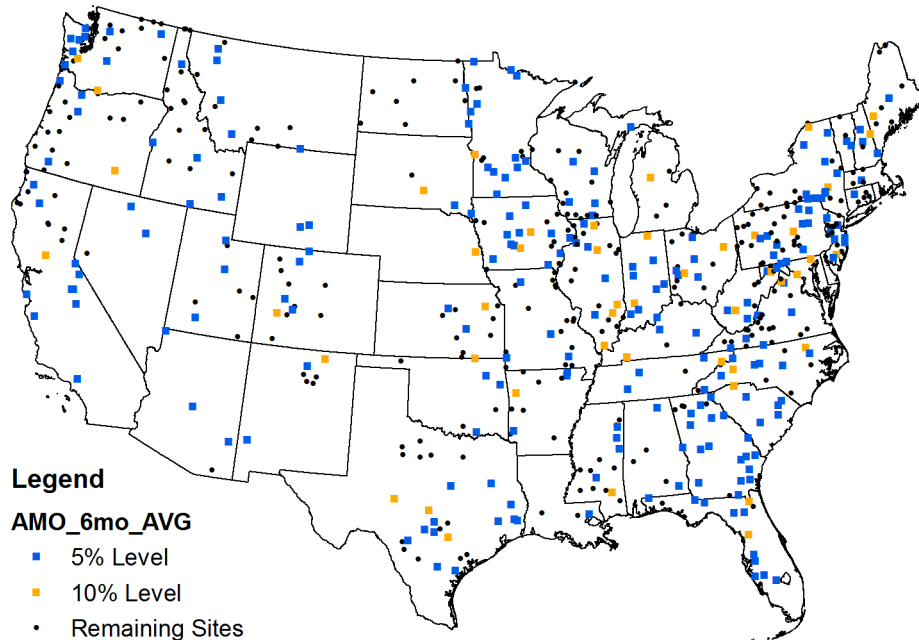 Legend
AMO_6mo_AVG
5% Level
10% Level
Remaining Sites